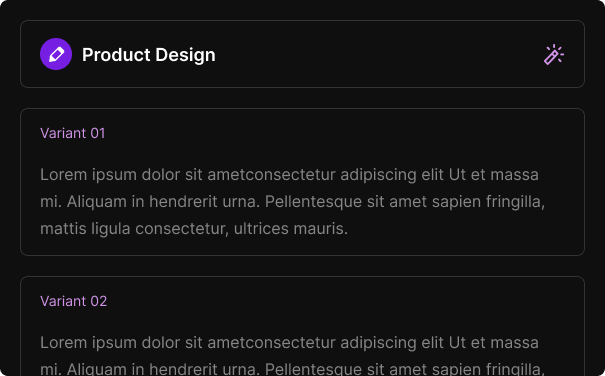 Product Design
Variant 01
Lorem ipsum dolor sit ametconsectetur adipiscing elit Ut et massa
mi. Aliquam in hendrerit urna. Pellentesque sit amet sapien fringilla,
mattis ligula consectetur, ultrices mauris.
Variant 02
Lorem ipsum dolor sit ametconsectetur adipiscing elit Ut et massa
mi. Aliquam in hendrerit urna. Pellentesque sit amet sapien fringilla,